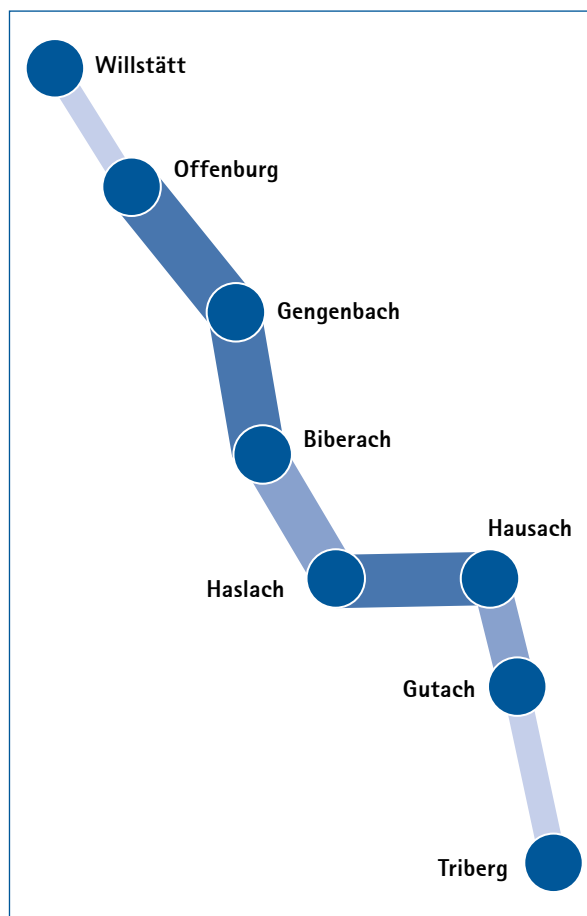 Willstätt
Offenburg
Gengenbach
Biberach
Hausach
Haslach
Gutach
Triberg